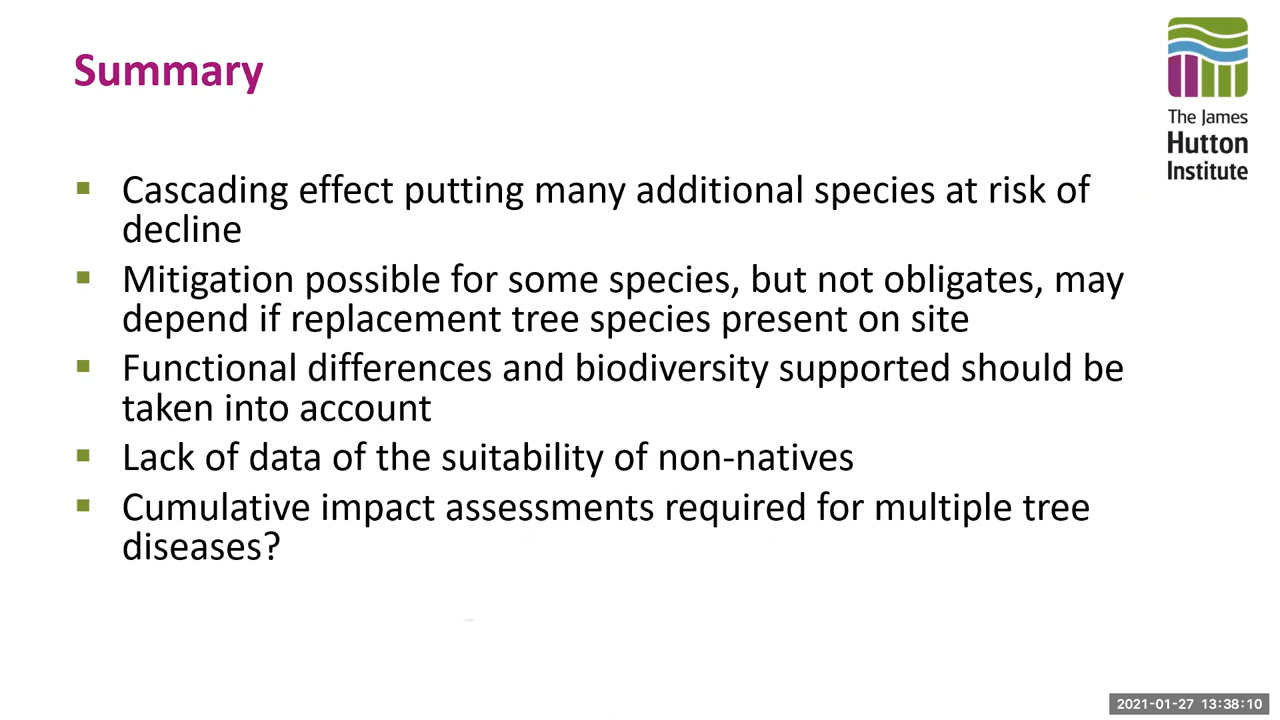 Summary
The James
Hutton
Institute
▪ Cascading effect putting many additional species at risk of
decline
▪ Mitigation possible for some species, but not obligates, may
depend if replacement tree species present on site
▪ Functional differences and biodiversity supported should be
taken into account
▪ Lack of data of the suitability of non-natives
▪ Cumulative impact assessments required for multiple tree
diseases?
2021-01-27 13:38:10